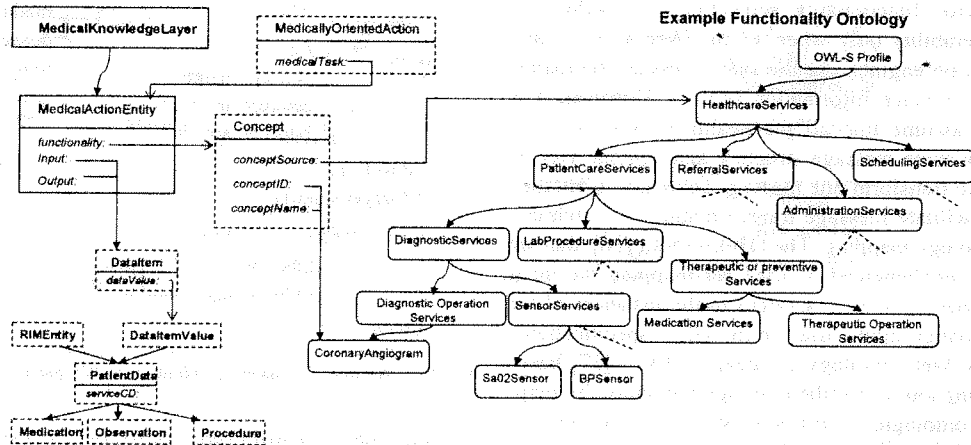 MedicalKnowledgeLayer
MedicallyOrientedAction
medicalTask:
MedicalActionEntity
functionality:
Input:
Output:
Concept
conceptSource:
conceptID:
conceptName:
DataItem
dataValue:
RIMEntity
DataItemValue
PatientData
serviceCD:
Medication
Observation
Procedure
Example Functionality Ontology
OWL-S Profile
HealthcareServices
PatientCareServices
ReferralServices
SchedulingServices
AdministrationServices
DiagnosticServices
LabProcedureServices
Therapeutic or preventive
Services
Diagnostic Operation
Services
SensorServices
Medication Services
Therapeutic Operation
Services
CoronaryAngiogram
Sa02Sensor
BPSensor